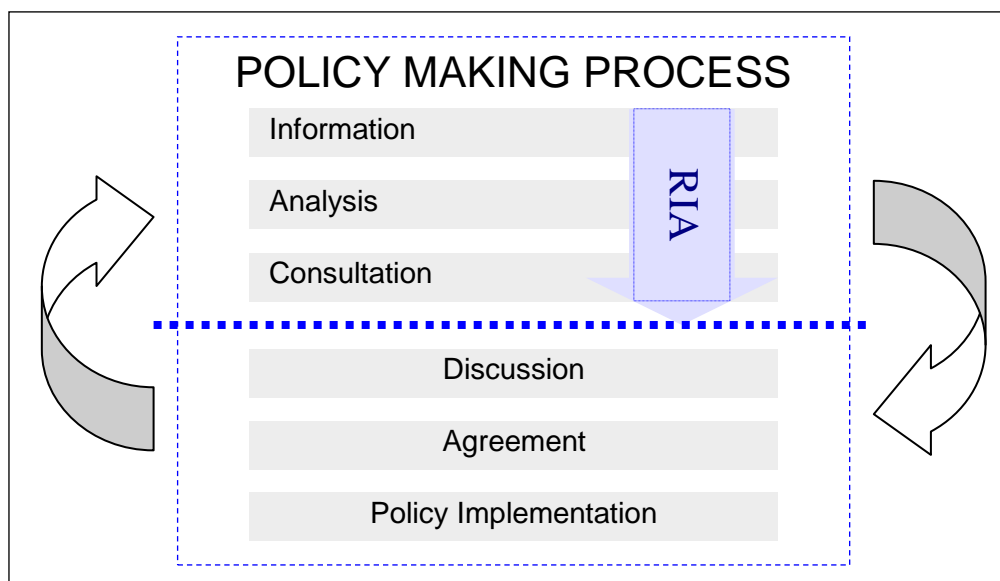 POLICY MAKING PROCESS
Information
RIA
Analysis
Consultation
Discussion
Agreement
Policy Implementation